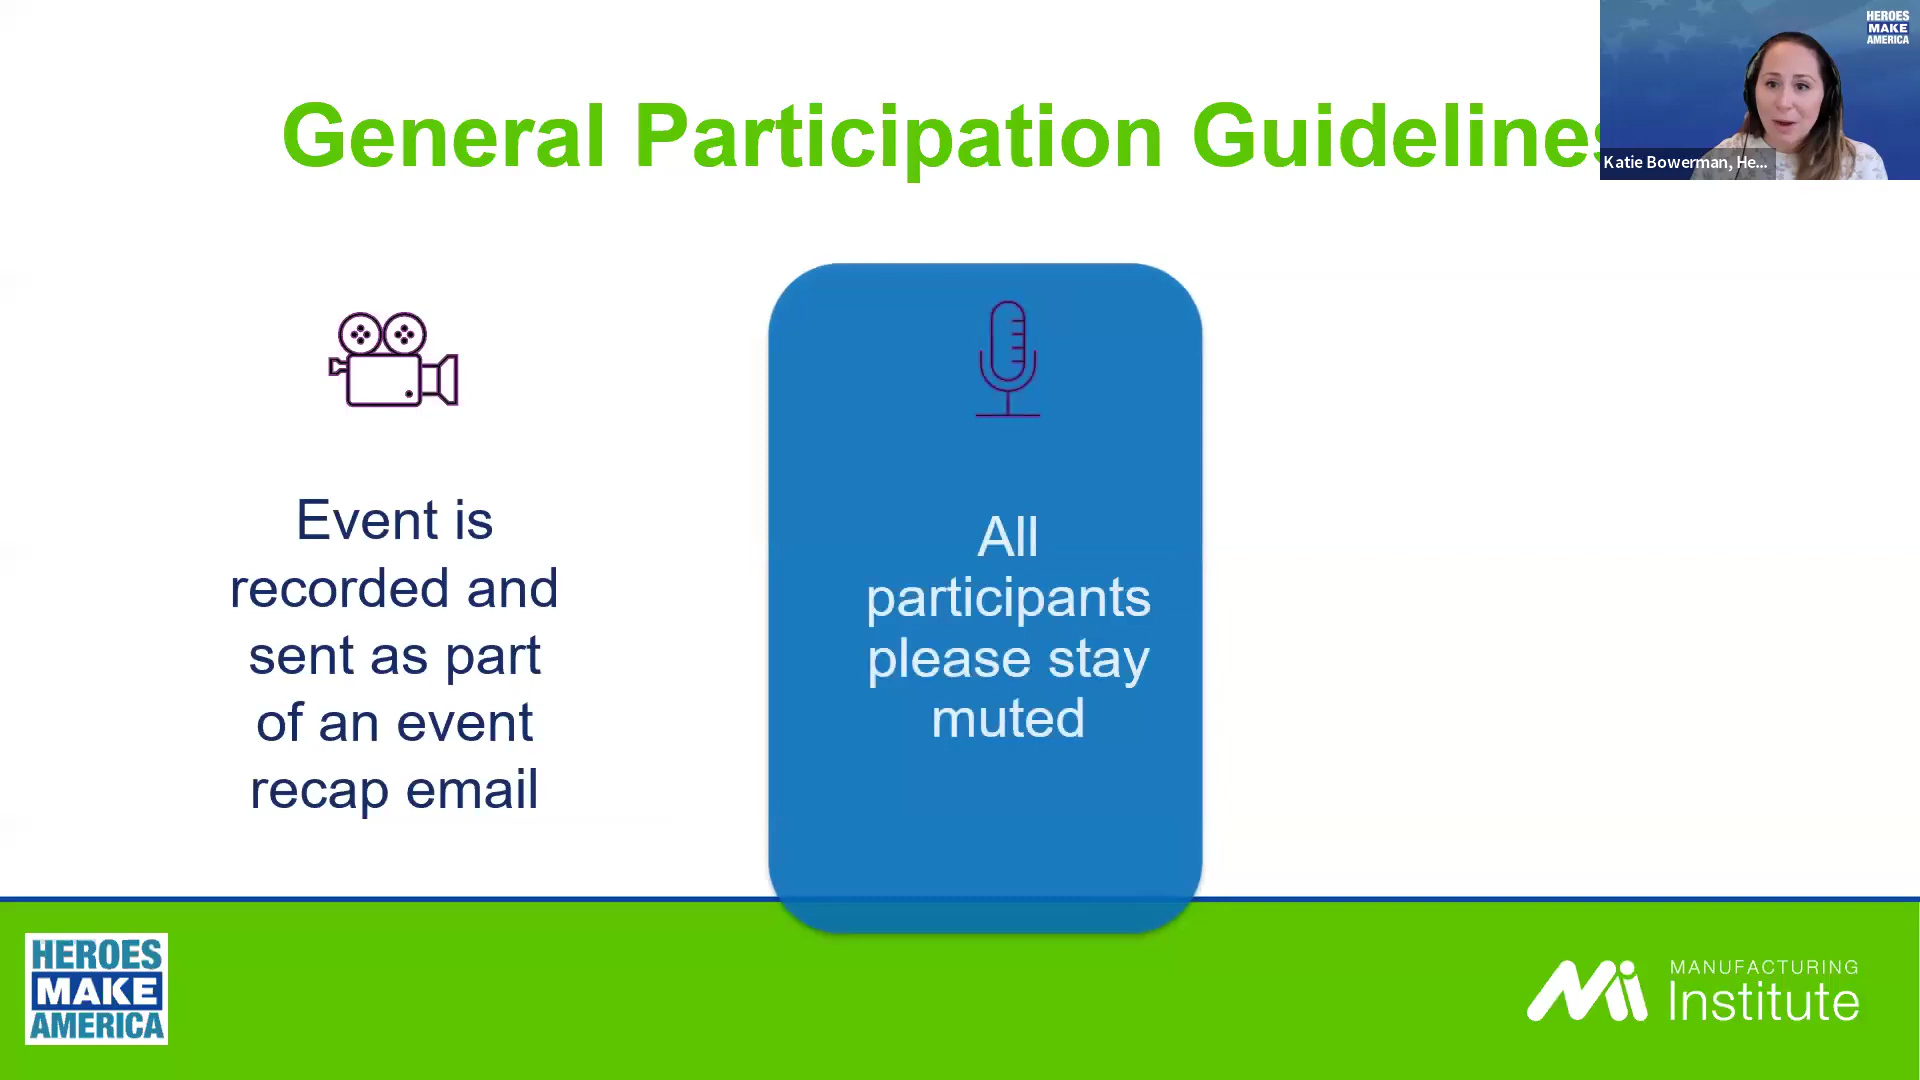 General Participation Guidelines
HEROES
MAKE
AMERICA
Katie Bowerman, He...
Event is
recorded and
sent as part
of an event
recap email
All
participants
please stay
muted
HEROES
MAKE
AMERICA
Mi
MANUFACTURING
Institute